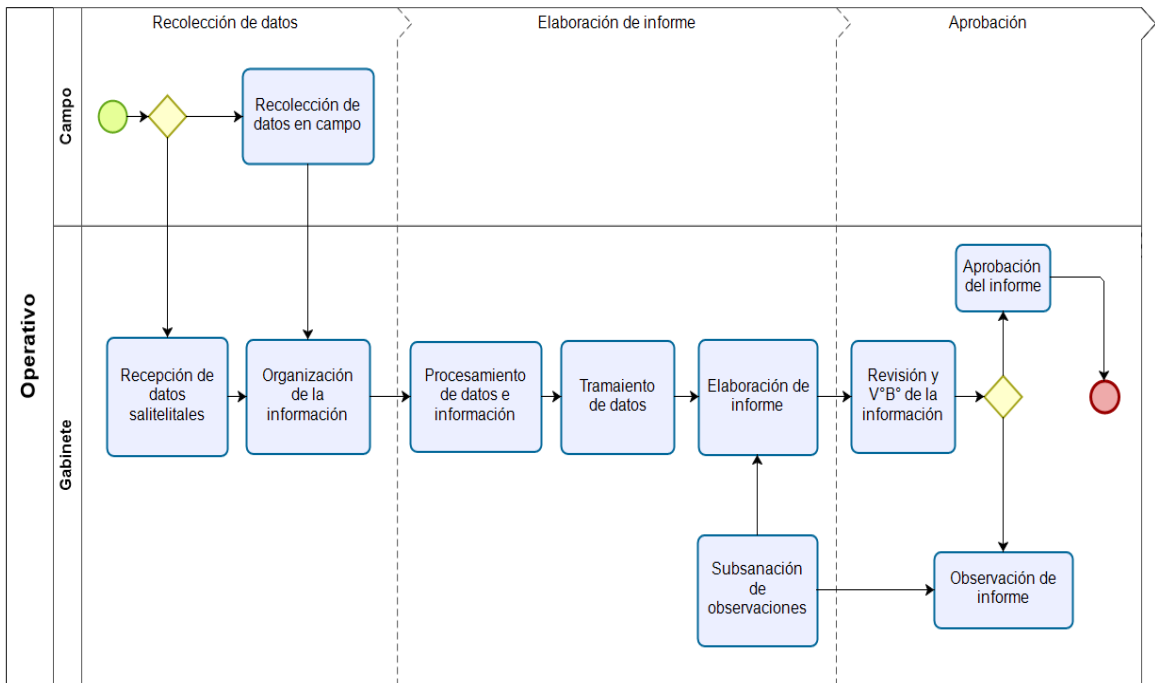 Recolección de datos
Elaboración de informe
Aprobación
Operativo
Campo
Recolección de
datos en campo
Gabinete
Recepción de
datos
salitelitales
Organización
de la
información
Procesamiento
de datos e
información
Tramaiento
de datos
Elaboración de
informe
Revisión y
V°B° de la
información
Aprobación
del informe
Subsanación
de
observaciones
Observación de
informe